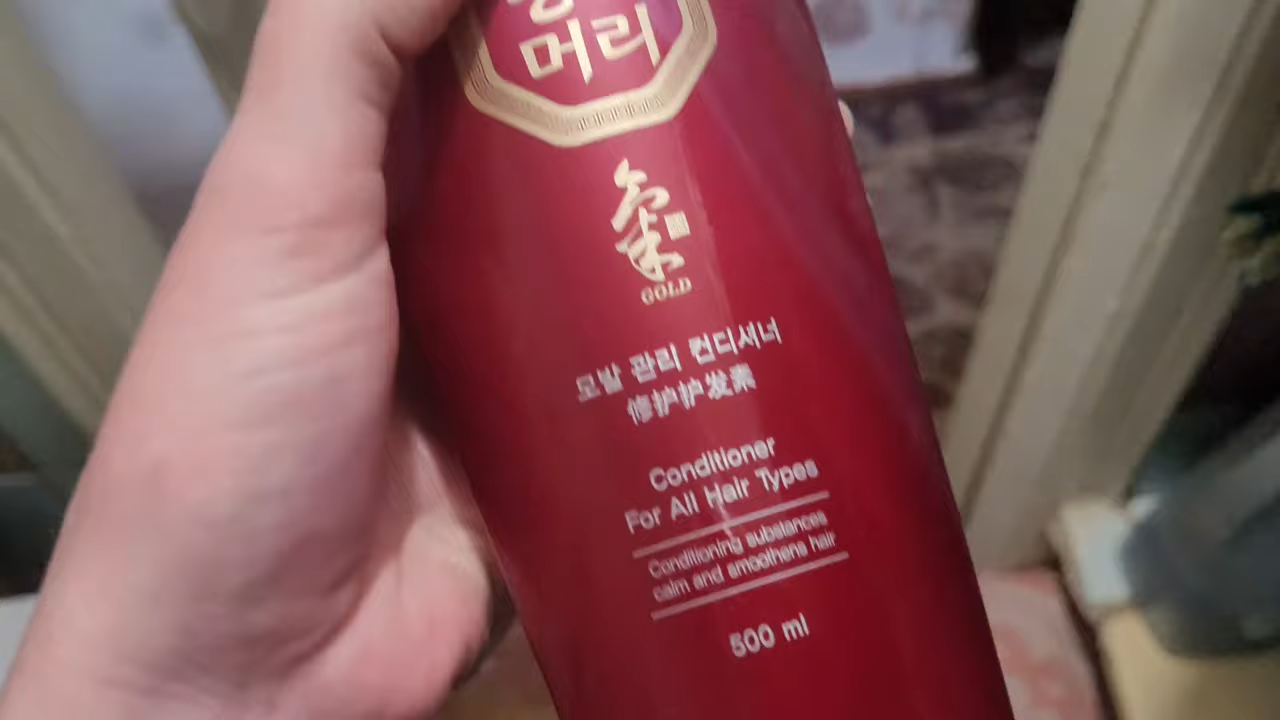 머리
GOLD
모발 관리 컨디셔너
修护护发素
Conditioner
For All Hair Types
Conditioning substances
calm and smoothens hair
500 ml